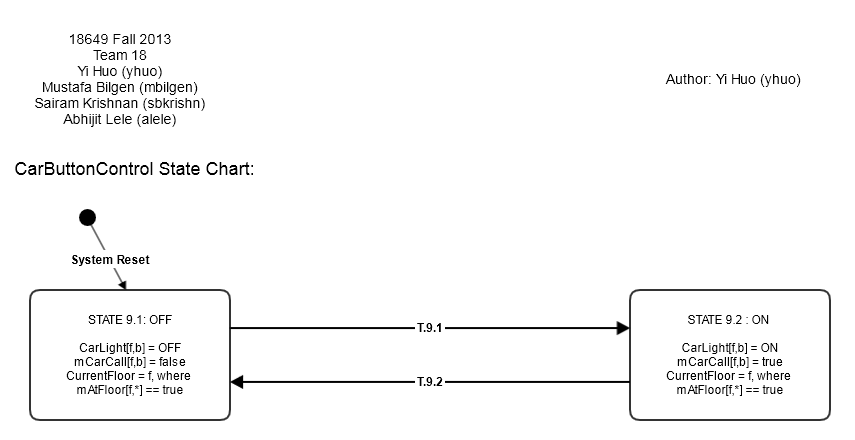 18649 Fall 2013
Team 18
Yi Huo (yhuo)
Mustafa Bilgen (mbilgen)
Sairam Krishnan (sbkrishn)
Abhijit Lele (alele)
Author: Yi Huo (yhuo)
CarButtonControl State Chart:
System Reset
STATE 9.1: OFF
CarLight[f,b] = OFF
mCarCall[f,b] = false
CurrentFloor = f, where
mAtFloor[f,*] == true
T.9.1
T.9.2
STATE 9.2 : ON
CarLight[f,b] = ON
mCarCall[f,b] = true
CurrentFloor = f, where
mAtFloor[f,*] == true